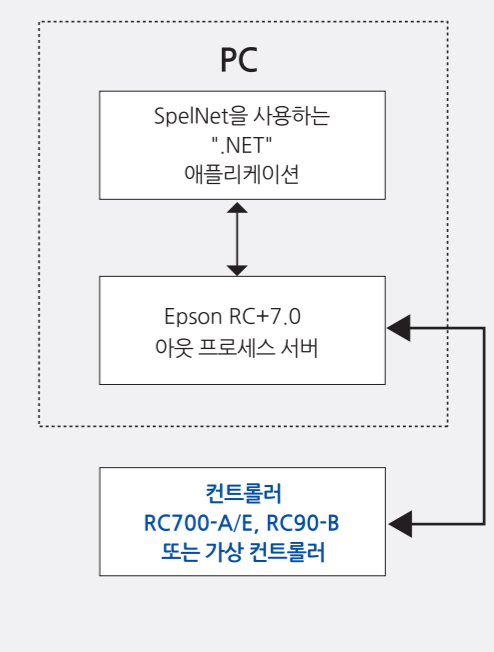 PC
SpelNet을 사용하는
".NET"
애플리케이션
Epson RC+7.0
아웃 프로세스 서버
컨트롤러
RC700-A/E, RC90-B
또는 가상 컨트롤러